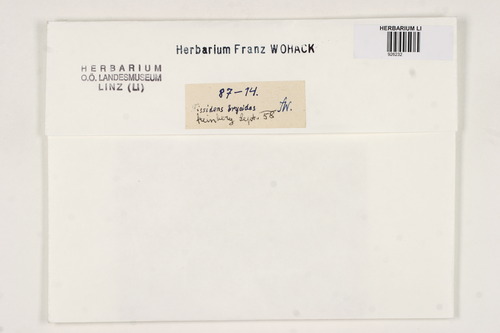 Herbarium Franz WOHACK
HERBARIUM LI
HERBARIUM
O.Ö. LANDESMUSEUM
LINZ (LI)
87-14.
Fissidens bryoides
Sept. 58